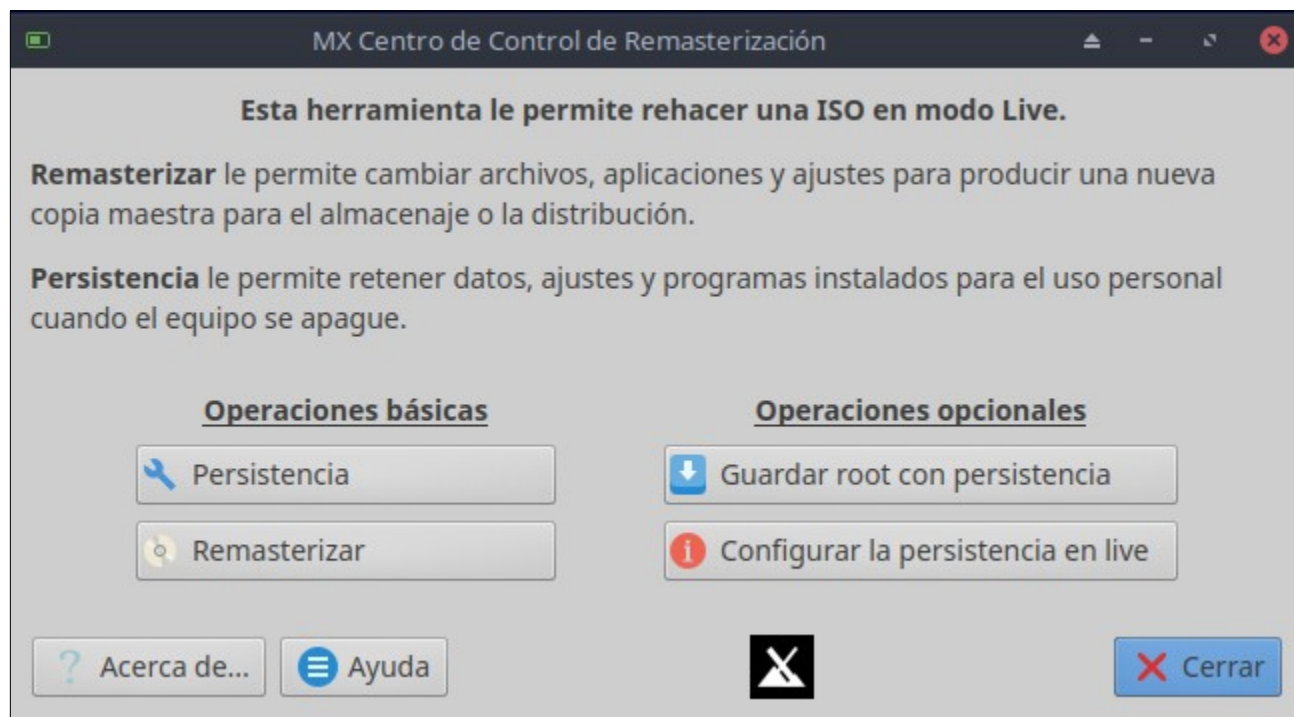 MX Centro de Control de Remasterización
Esta herramienta le permite rehacer una ISO en modo Live.
Remasterizar le permite cambiar archivos, aplicaciones y ajustes para producir una nueva
copia maestra para el almacenaje o la distribución.
Persistencia le permite retener datos, ajustes y programas instalados para el uso personal
cuando el equipo se apague.
Operaciones básicas
Persistencia
Remasterizar
Operaciones opcionales
Guardar root con persistencia
Configurar la persistencia en live
Acerca de...
Ayuda
Cerrar